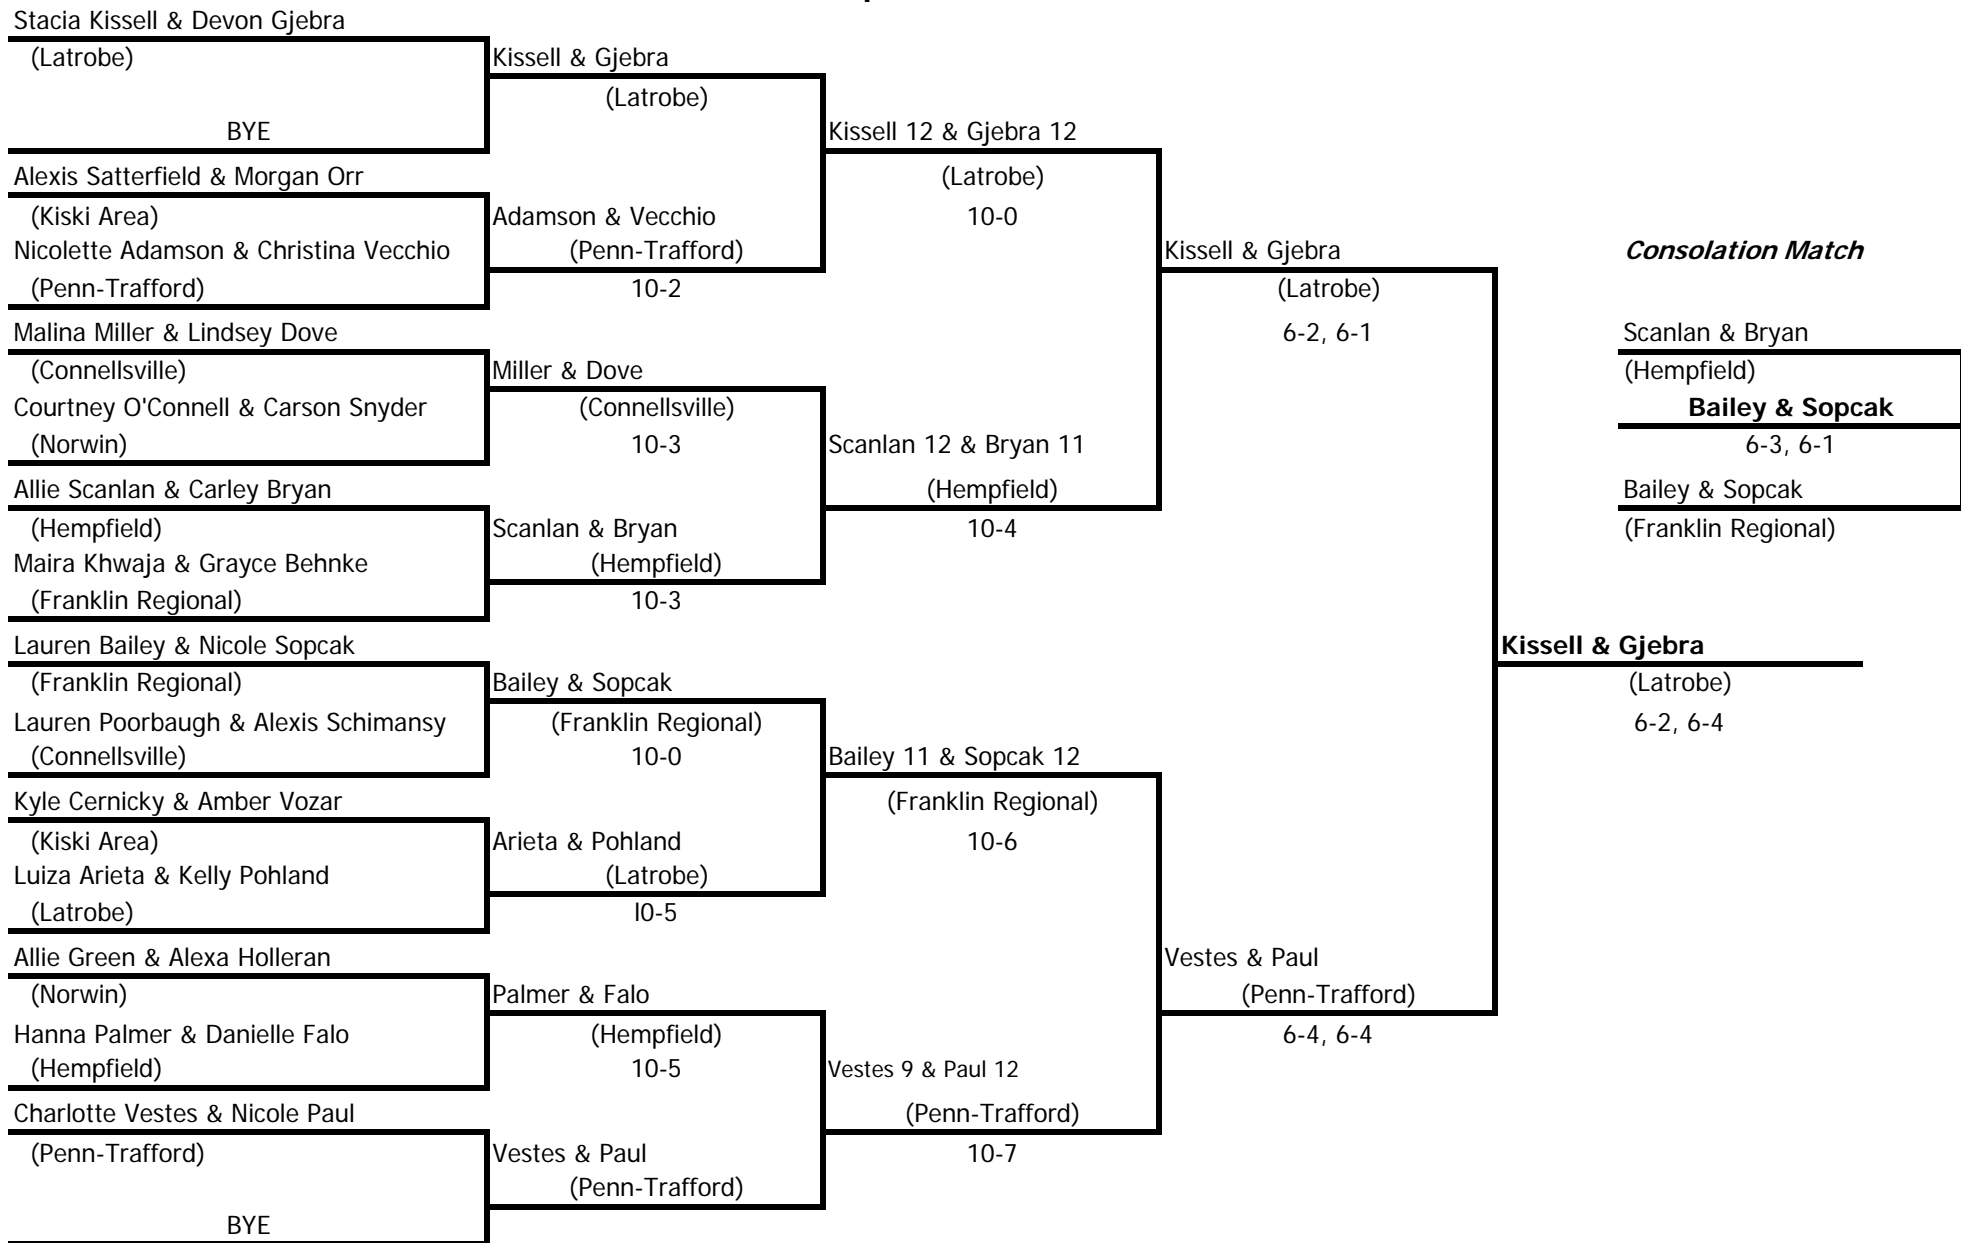 Stacia Kissell & Devon Gjebra
(Latrobe)
BYE
Alexis Satterfield & Morgan Orr
(Kiski Area)
Nicolette Adamson & Christina Vecchio
(Penn-Trafford)
Malina Miller & Lindsey Dove
(Connellsville)
Courtney O'Connell & Carson Snyder
(Norwin)
Allie Scanlan & Carley Bryan
(Hempfield)
Maira Khwaja & Grayce Behnke
(Franklin Regional)
Lauren Bailey & Nicole Sopcak
(Franklin Regional)
Lauren Poorbaugh & Alexis Schimansy
(Connellsville)
Kyle Cernicky & Amber Vozar
(Kiski Area)
Luiza Arieta & Kelly Pohland
(Latrobe)
Allie Green & Alexa Holleran
(Norwin)
Hanna Palmer & Danielle Falo
(Hempfield)
Charlotte Vestes & Nicole Paul
(Penn-Trafford)
BYE
Kissell & Gjebra
(Latrobe)
Adamson & Vecchio
(Penn-Trafford)
10-2
Miller & Dove
(Connellsville)
10-3
Scanlan & Bryan
(Hempfield)
10-3
Bailey & Sopcak
(Franklin Regional)
10-0
Arieta & Pohland
(Latrobe)
l0-5
Palmer & Falo
(Hempfield)
10-5
Vestes & Paul
(Penn-Trafford)
Kissell 12 & Gjebra 12
(Latrobe)
10-0
Scanlan 12 & Bryan 11
(Hempfield)
10-4
Bailey 11 & Sopcak 12
(Franklin Regional)
10-6
Vestes 9 & Paul 12
(Penn-Trafford)
10-7
Kissell & Gjebra
(Latrobe)
6-2, 6-1
Vestes & Paul
(Penn-Trafford)
6-4, 6-4
Kissell & Gjebra
(Latrobe)
6-2, 6-4
Consolation Match
Scanlan & Bryan
(Hempfield)
Bailey & Sopcak
6-3, 6-1
Bailey & Sopcak
(Franklin Regional)